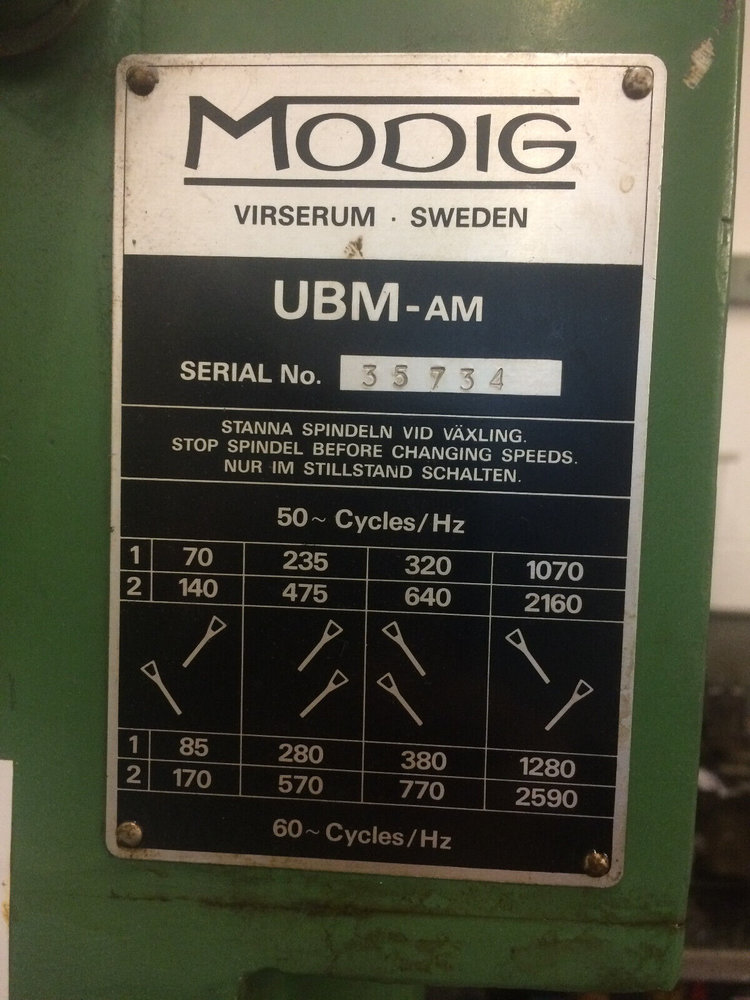 MODIG
VIRSERUM · SWEDEN
UBM-AM
SERIAL No. 35734
STANNA SPINDELN VID VÄXLING.
STOP SPINDEL BEFORE CHANGING SPEEDS.
NUR IM STILLSTAND SCHALTEN.
50~ Cycles/Hz
1 70 235 320 1070
2 140 475 640 2160
1 85 280 380 1280
2 170 570 770 2590
60~ Cycles/Hz